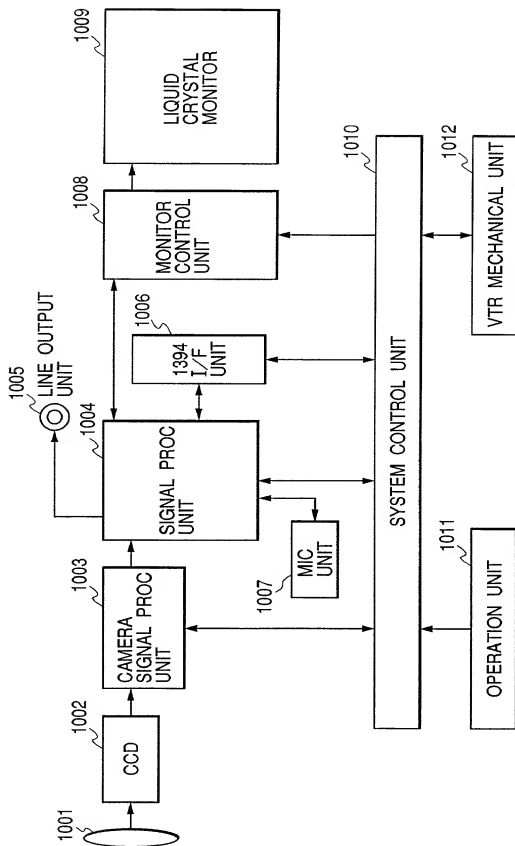 1001
1002
CCD
1003
CAMERA
SIGNAL PROC
UNIT
1004
SIGNAL PROC
UNIT
1005
LINE OUTPUT
UNIT
1006
1394
I/F
UNIT
1007
MIC
UNIT
1008
MONITOR
CONTROL
UNIT
1009
LIQUID
CRYSTAL
MONITOR
1010
SYSTEM CONTROL UNIT
1011
OPERATION UNIT
1012
VTR MECHANICAL UNIT